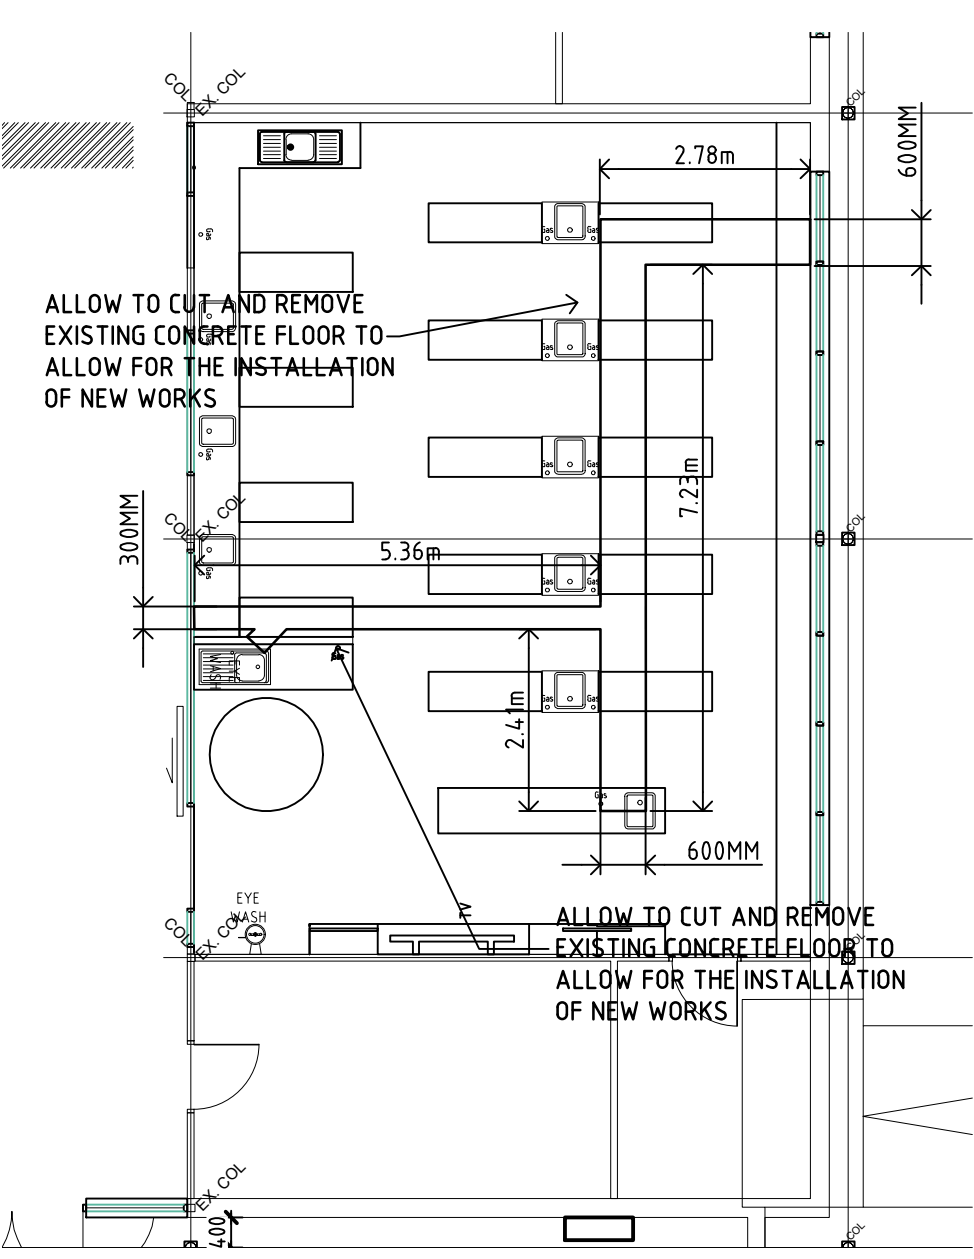 COL
EX. COL
COL
2.78m
600MM
Gas
Gas Gas
ALLOW TO CUT AND REMOVE
EXISTING CONCRETE FLOOR TO
ALLOW FOR THE INSTALLATION
OF NEW WORKS
Gas
Gas Gas
Gas
Gas Gas
7.23m
300MM
COL
EX. COL
COL
5.36m
Gas
Gas Gas
EYE
WASH
Gas
Gas Gas
2.41m
Gas
600MM
EYE
WASH
TV
COL
EX. COL
COL
ALLOW TO CUT AND REMOVE
EXISTING CONCRETE FLOOR TO
ALLOW FOR THE INSTALLATION
OF NEW WORKS
EX. COL
400
COL